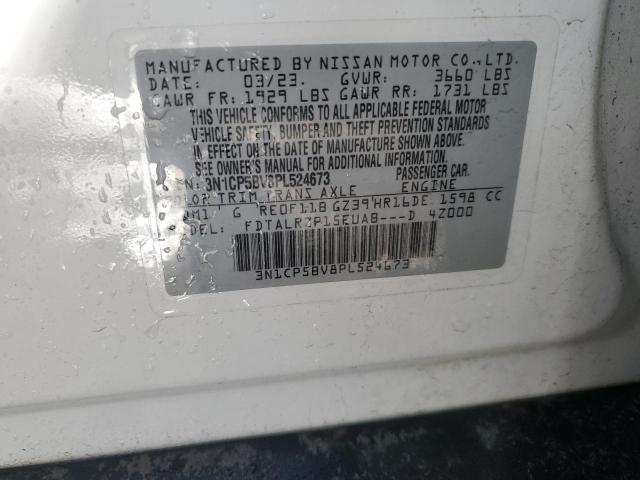 MANUFACTURED BY NISSAN MOTOR CO.,LTD.
DATE: 03/23. GVWR: 3660 LBS
GAWR FR: 1929 LBS GAWR RR: 1731 LBS
THIS VEHICLE CONFORMS TO ALL APPLICABLE FEDERAL MOTOR
VEHICLE SAFETY, BUMPER AND THEFT PREVENTION STANDARDS
IN EFFECT ON THE DATE OF MANUFACTURE SHOWN ABOVE.
SEE OWNER'S MANUAL FOR ADDITIONAL INFORMATION.
3N1CP5BV8PL524673 PASSENGER CAR.
TRIM TRANS AXLE ENGINE
G RE0F11B GZ39 HR16DE 1598 CC
FDTALRZP15EUAB---D 4Z000
3N1CP5BV8PL524673